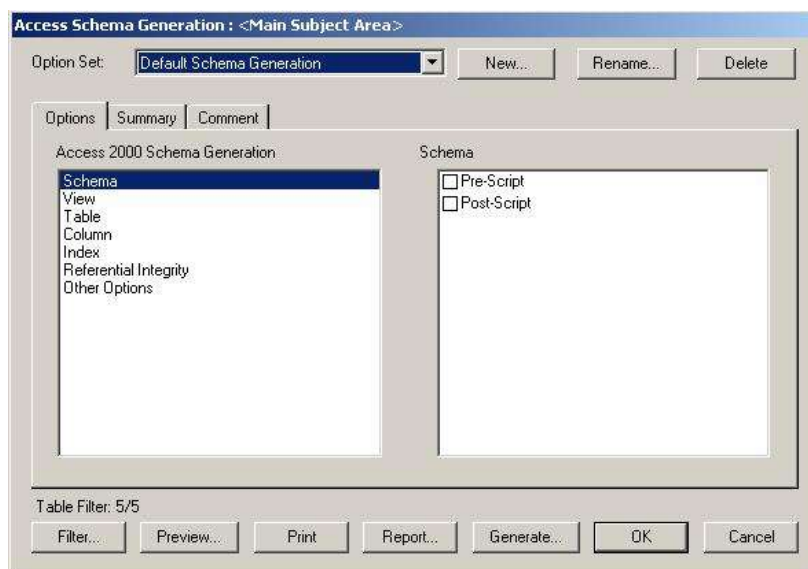 Access Schema Generation : <Main Subject Area>
Option Set: Default Schema Generation New... Rename... Delete
Options Summary Comment
Access 2000 Schema Generation
Schema
View
Table
Column
Index
Referential Integrity
Other Options
Schema
Pre-Script
Post-Script
Table Filter: 5/5
Filter... Preview... Print Report... Generate... OK Cancel